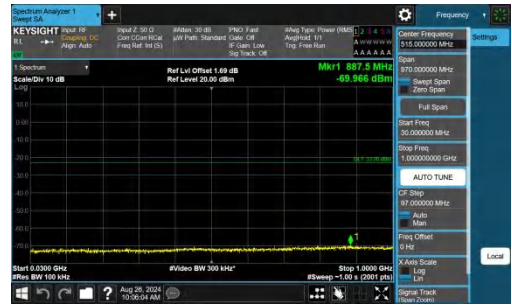 Spectrum Analyzer 1
Swept SA
Frequency
KEYSIGHT
Input: RF
Coupling: DC
Align: Auto
Input Z: 50 Ω
Corr CCorr RCal
Freq Ref: Int (S)
#Atten: 30 dB
µW Path: Standard
PNO: Fast
Gate: Off
IF Gain: Low
Sig Track: Off
#Avg Type: Power (RMS)
Avg|Hold: 1/1
Trig: Free Run
1 2 3 4 5 6
A W W W W W
A A A A A A
1 Spectrum
Scale/Div 10 dB
Log
Ref Lvl Offset 1.69 dB
Ref Level 20.00 dBm
Mkr1 887.5 MHz
-69.966 dBm
10.0
0.00
-10.0
-20.0
-30.0
-40.0
-50.0
-60.0
-70.0
1
Start 0.0300 GHz
#Res BW 100 kHz
#Video BW 300 kHz*
Stop 1.0000 GHz
#Sweep ~1.00 s (2001 pts)
Aug 26, 2024
10:06:04 AM
Center Frequency
515.000000 MHz
Span
970.000000 MHz
Swept Span
Zero Span
Full Span
Start Freq
30.000000 MHz
Stop Freq
1.000000000 GHz
AUTO TUNE
CF Step
97.000000 MHz
Auto
Man
Freq Offset
0 Hz
X Axis Scale
Log
Lin
Signal Track
(Span Zoom)
Settings
Local